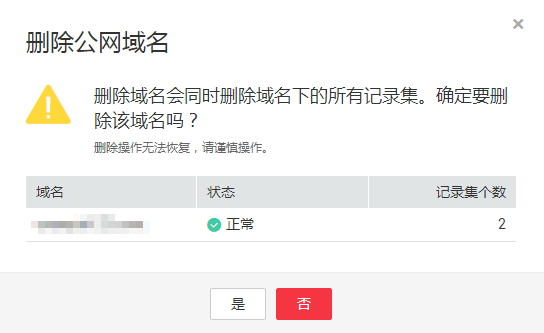 删除公网域名
删除域名会同时删除域名下的所有记录集。确定要删
除该域名吗？
删除操作无法恢复，请谨慎操作。
域名 状态 记录集个数
正常 2
是 否